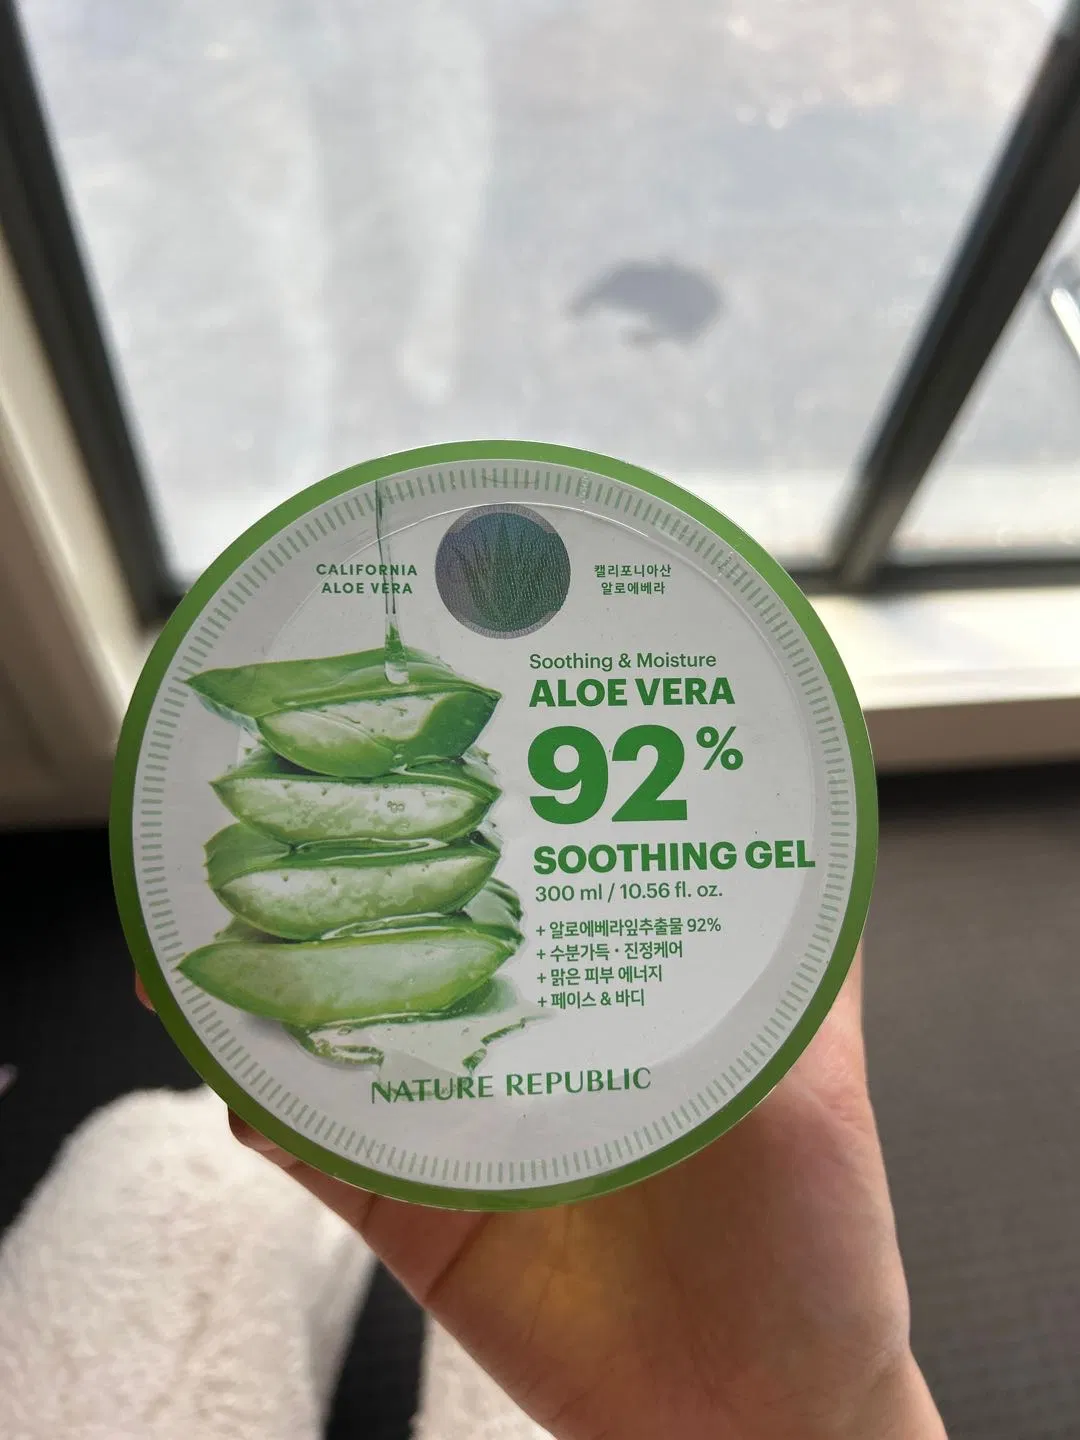 CALIFORNIA
ALOE VERA
캘리포니아산
알로에베라
Soothing & Moisture
ALOE VERA
92%
SOOTHING GEL
300 ml / 10.56 fl. oz.
+ 알로에베라잎추출물 92%
+ 수분가득 · 진정케어
+ 맑은 피부 에너지
+ 페이스 & 바디
NATURE REPUBLIC